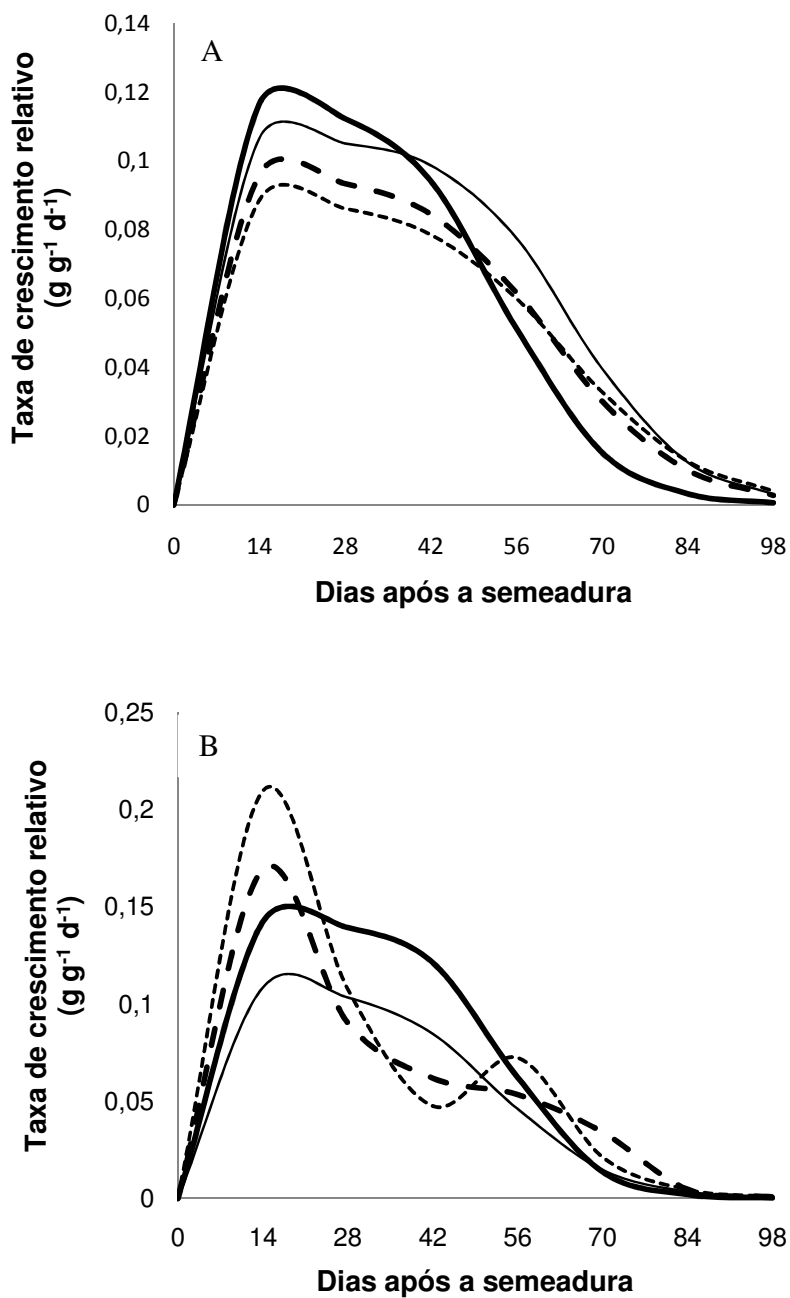 A
Taxa de crescimento relativo
(g g⁻¹ d⁻¹)
0,14
0,12
0,1
0,08
0,06
0,04
0,02
0
0 14 28 42 56 70 84 98
Dias após a semeadura
B
Taxa de crescimento relativo
(g g⁻¹ d⁻¹)
0,25
0,2
0,15
0,1
0,05
0
0 14 28 42 56 70 84 98
Dias após a semeadura